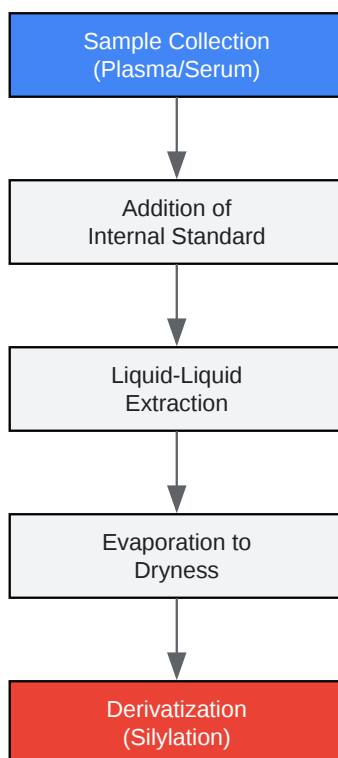 Sample Collection
(Plasma/Serum)
Addition of
Internal Standard
Liquid-Liquid
Extraction
Evaporation to
Dryness
Derivatization
(Silylation)